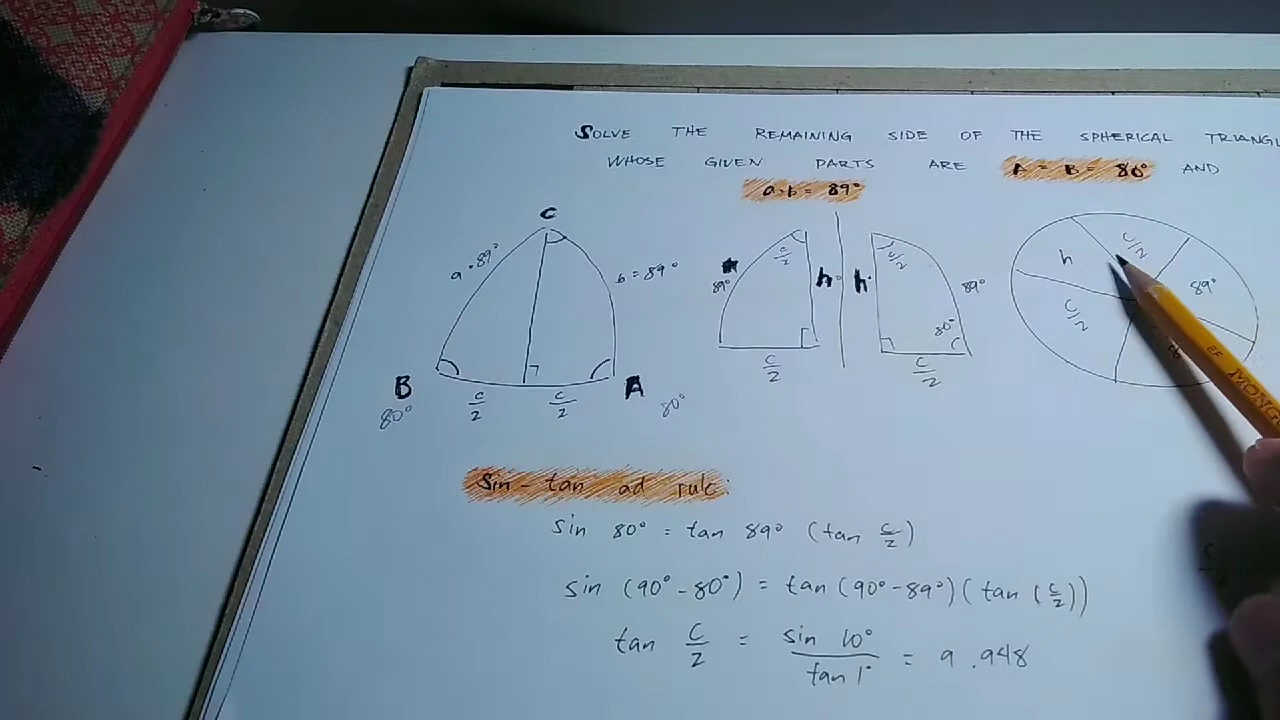 SOLVE THE REMAINING SIDE OF THE SPHERICAL TRIANGL
WHOSE GIVEN PARTS ARE A = B = 80° AND
a=b = 89°
C
a=89°
b = 89°
B
80°
A
80°
c/2
c/2
89°
c/2
h
c/2
h
c/2
89°
80°
c/2
h
c/2
89°
c/2
Sin - tan ad rule:
sin 80° = tan 89° (tan c/2)
sin (90° - 80°) = tan (90° - 89°)(tan (c/2))
tan c/2 = sin 10° / tan 1° = 9.948
MONGO